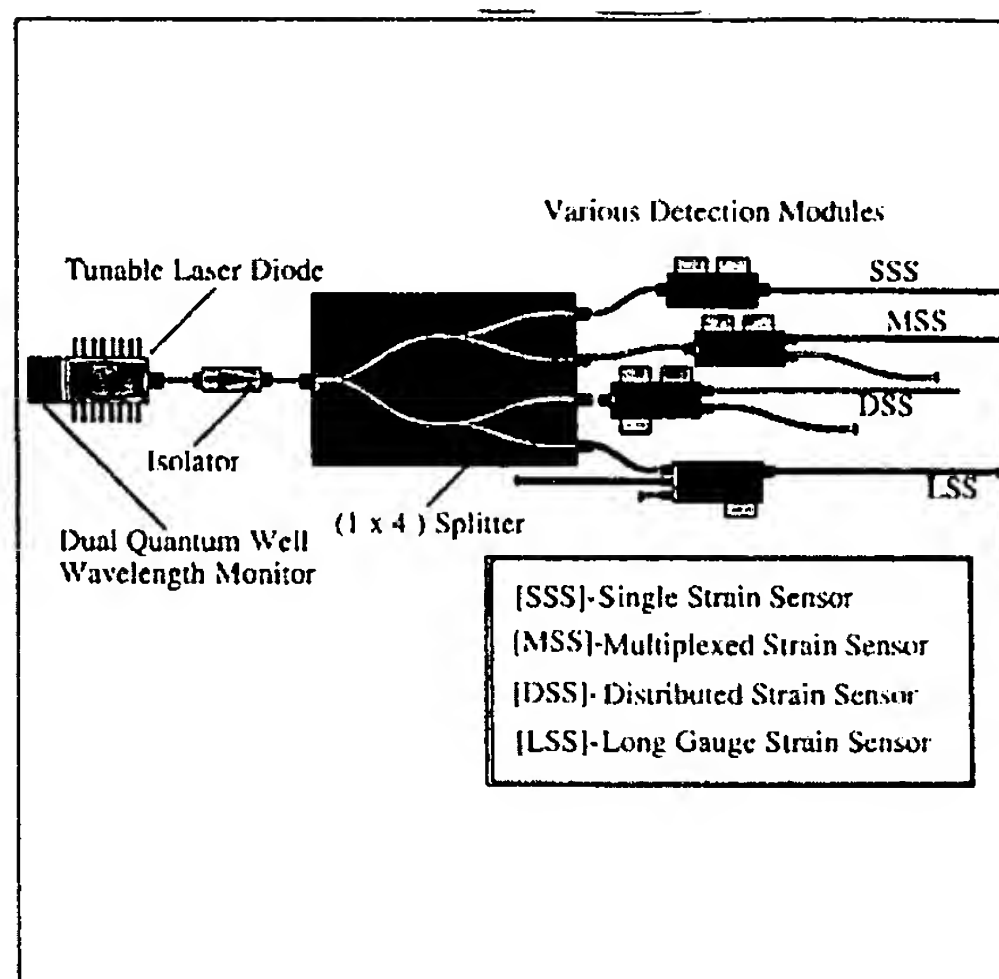 Various Detection Modules
Tunable Laser Diode
SSS
MSS
DSS
LSS
Isolator
(1 x 4 ) Splitter
Dual Quantum Well
Wavelength Monitor
[SSS]-Single Strain Sensor
[MSS]-Multiplexed Strain Sensor
[DSS]- Distributed Strain Sensor
[LSS]-Long Gauge Strain Sensor